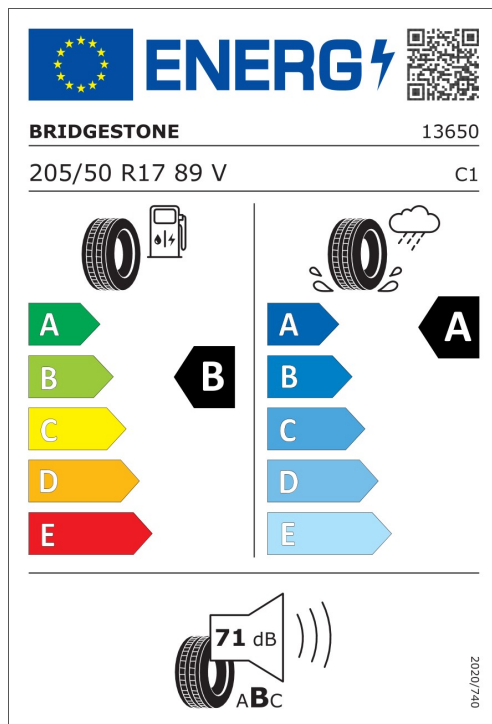 ENERG
BRIDGESTONE 13650
205/50 R17 89 V C1
A
B
C
D
E
B
A
B
C
D
E
A
71 dB
ABC
2020/740